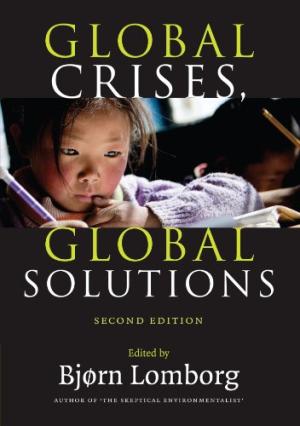 GLOBAL
CRISES,
GLOBAL
SOLUTIONS
SECOND EDITION
Edited by
Bjørn Lomborg
AUTHOR OF 'THE SKEPTICAL ENVIRONMENTALIST'